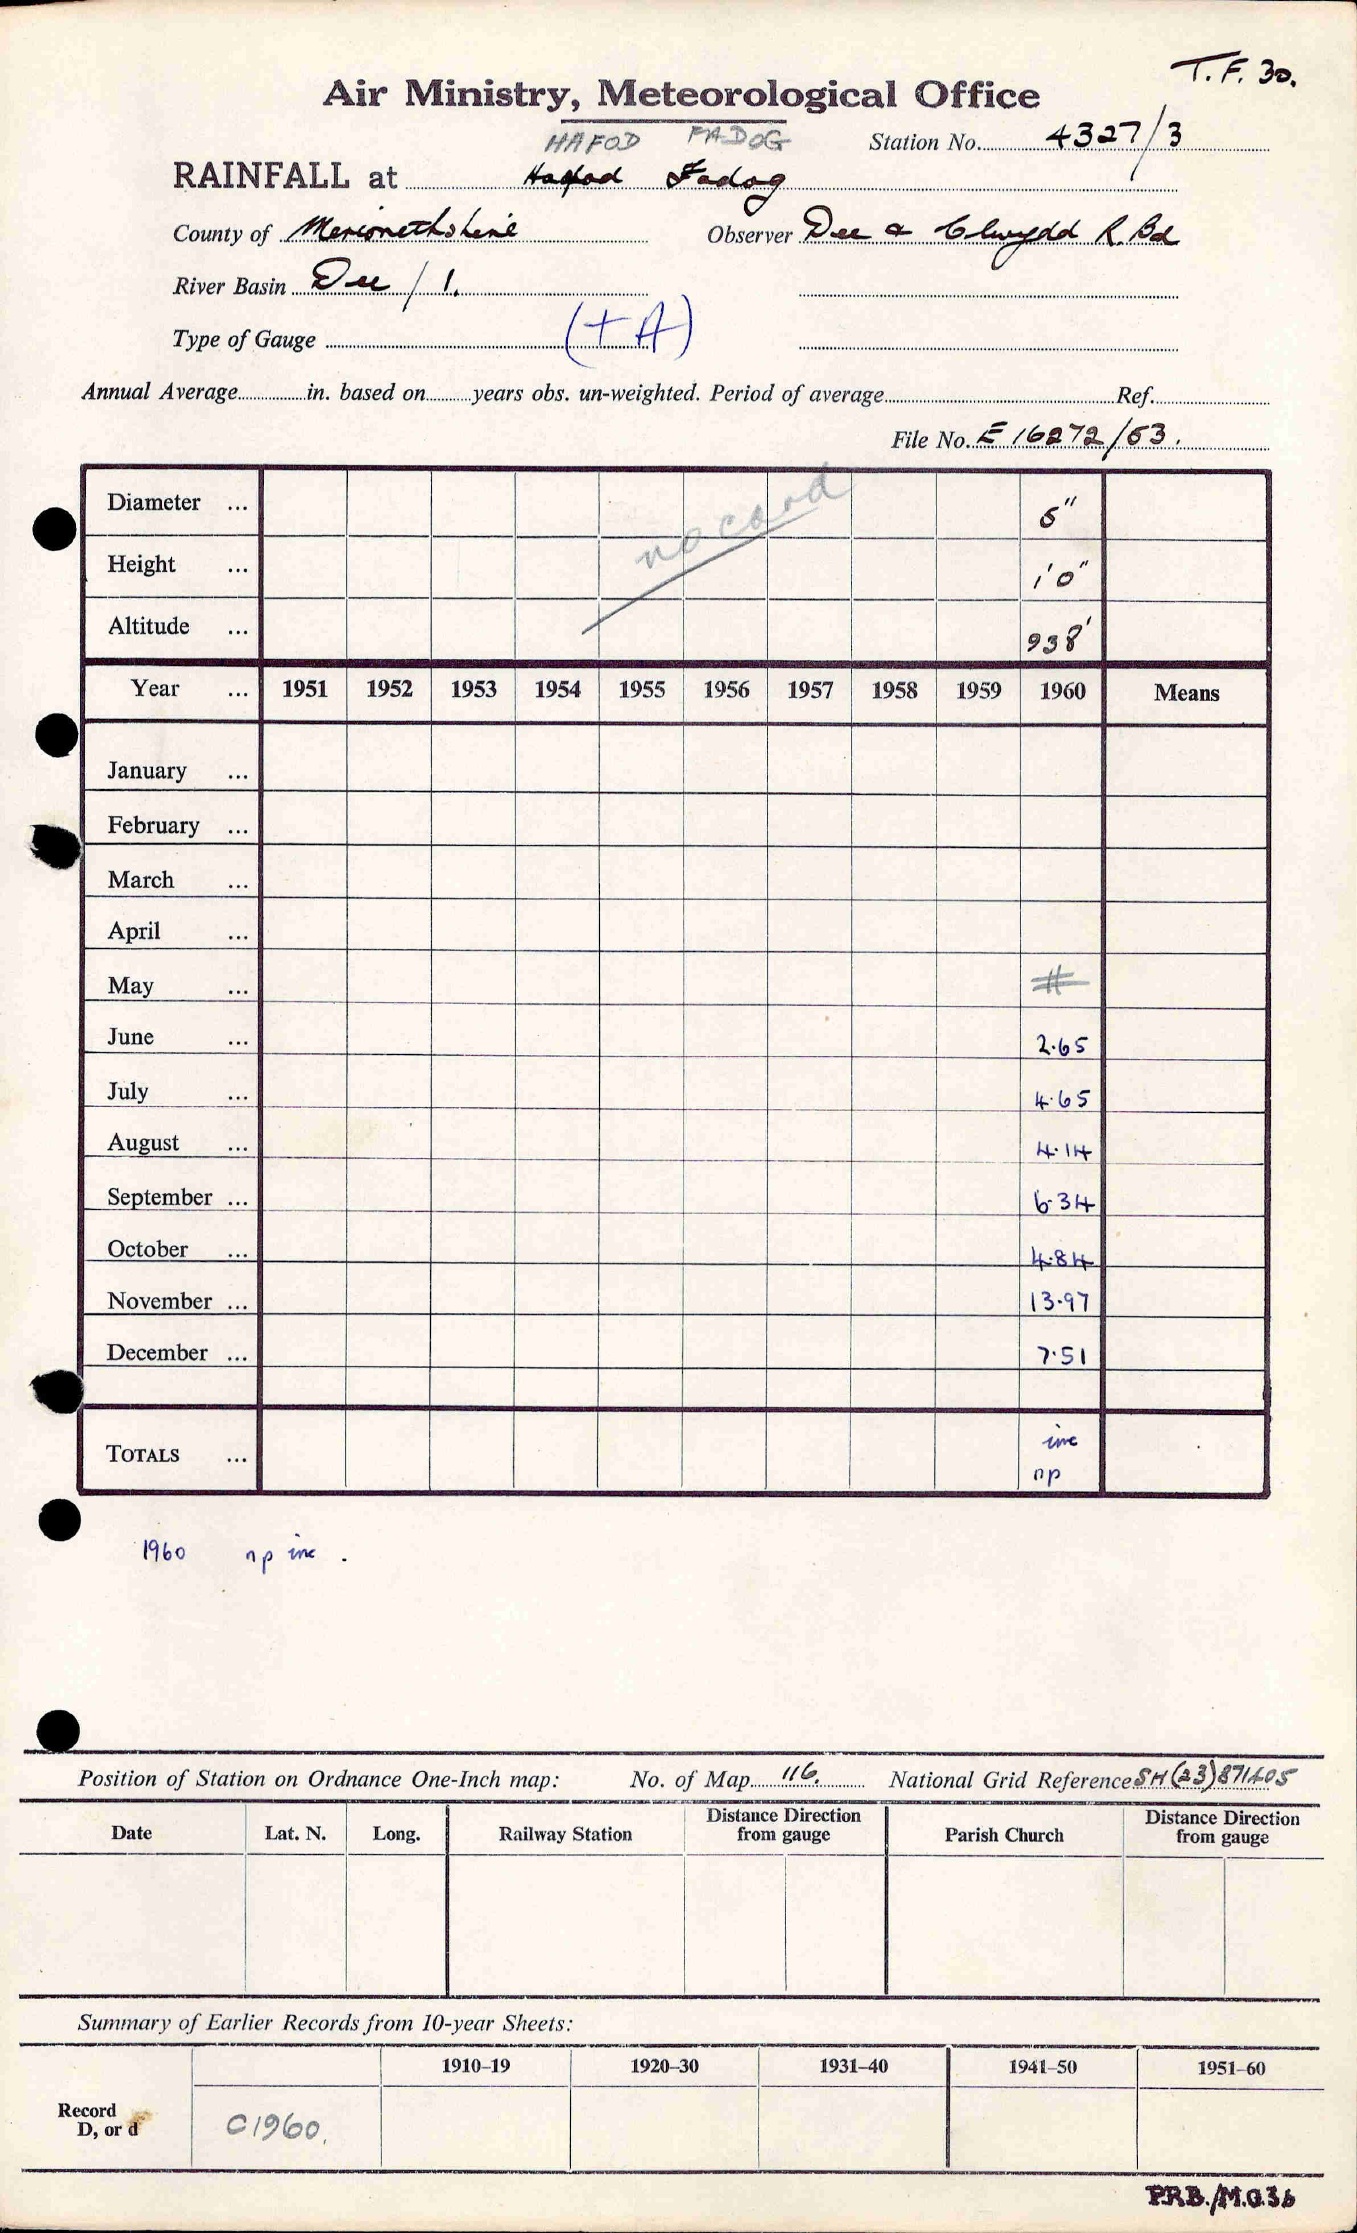 T.F. 30.
Air Ministry, Meteorological Office
HAFOD FADOG
Station No. 4327/3
RAINFALL at Fadog
County of Merionethshire Observer Dee & Clwydd R. Bd
River Basin Dee / 1.
Type of Gauge (+A)
Annual Average in. based on years obs. un-weighted. Period of average Ref.
File No. E 16272/53.
no card
Diameter ... 5"
Height ... 1'0"
Altitude ... 938'
Year ... 1951 1952 1953 1954 1955 1956 1957 1958 1959 1960 Means
January ...
February ...
March ...
April ...
May ... #
June ... 2.65
July ... 4.65
August ... 4.14
September ... 6.34
October ... 4.84
November ... 13.97
December ... 7.51
TOTALS ... inc
np
1960 np inc .
Position of Station on Ordnance One-Inch map: No. of Map 116. National Grid Reference SH(23)871405
Date Lat. N. Long. Railway Station Distance Direction from gauge Parish Church Distance Direction from gauge
Summary of Earlier Records from 10-year Sheets:
1910–19 1920–30 1931–40 1941–50 1951–60
Record
D, or d C1960.
P.R.B./M.O.36